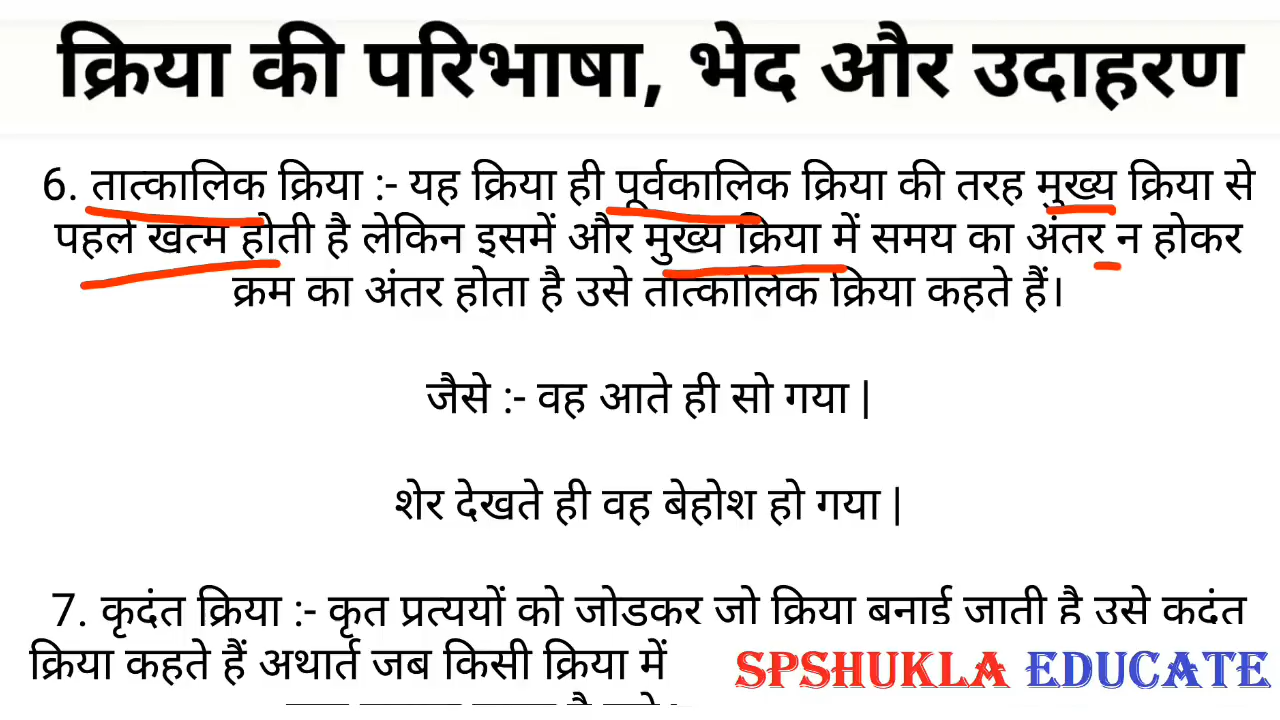 क्रिया की परिभाषा, भेद और उदाहरण
6. तात्कालिक क्रिया :- यह क्रिया ही पूर्वकालिक क्रिया की तरह मुख्य क्रिया से
पहले खत्म होती है लेकिन इसमें और मुख्य क्रिया में समय का अंतर न होकर
क्रम का अंतर होता है उसे तात्कालिक क्रिया कहते हैं।
जैसे :- वह आते ही सो गया |
शेर देखते ही वह बेहोश हो गया |
7. कृदंत क्रिया :- कृत प्रत्ययों को जोडकर जो क्रिया बनाई जाती है उसे कृदंत
क्रिया कहते हैं अथार्त जब किसी क्रिया में
SPSHUKLA EDUCATE